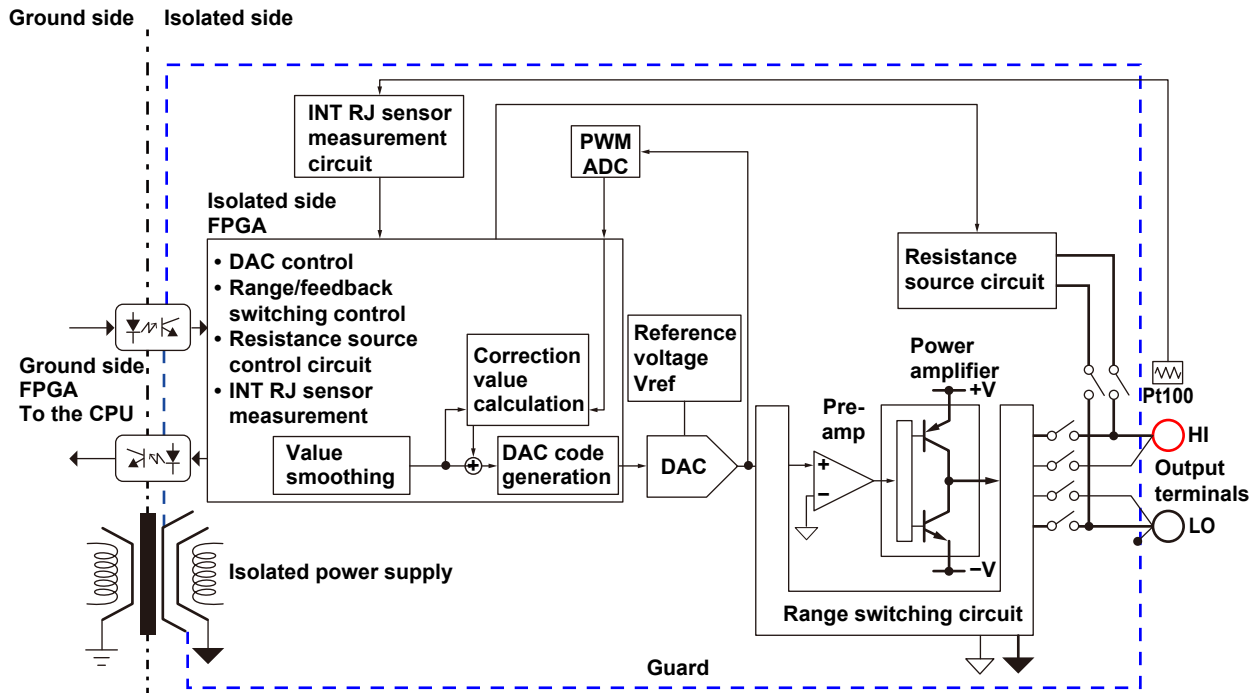 Ground side
Isolated side
INT RJ sensor
measurement
circuit
PWM
ADC
Isolated side
FPGA
• DAC control
• Range/feedback
switching control
• Resistance source
control circuit
• INT RJ sensor
measurement
Correction
value
calculation
Value
smoothing
DAC code
generation
Reference
voltage
Vref
DAC
Resistance
source circuit
Power
amplifier
+V
Pre-
amp
+
−
−V
Pt100
HI
Output
terminals
LO
Ground side
FPGA
To the CPU
Isolated power supply
Range switching circuit
Guard